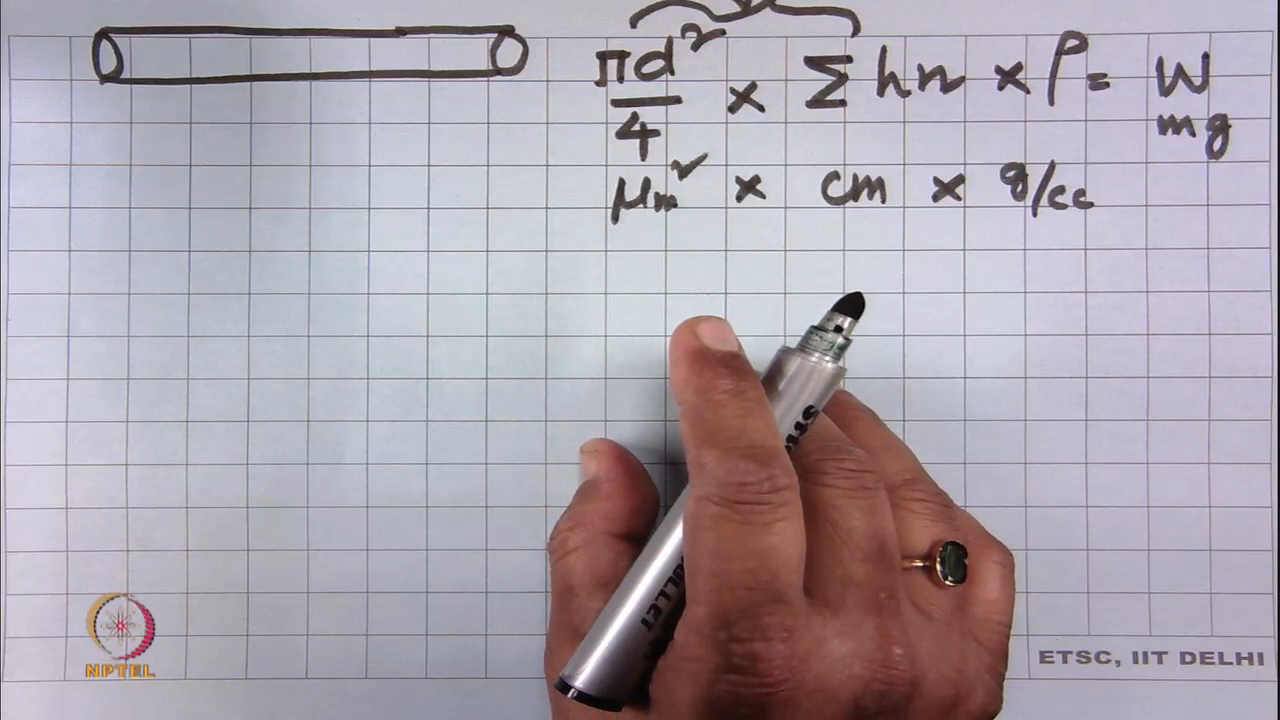 πd²/4 × Σhn × ρ = W
mg
μm² × cm × g/cc
NPTEL
ETSC, IIT DELHI